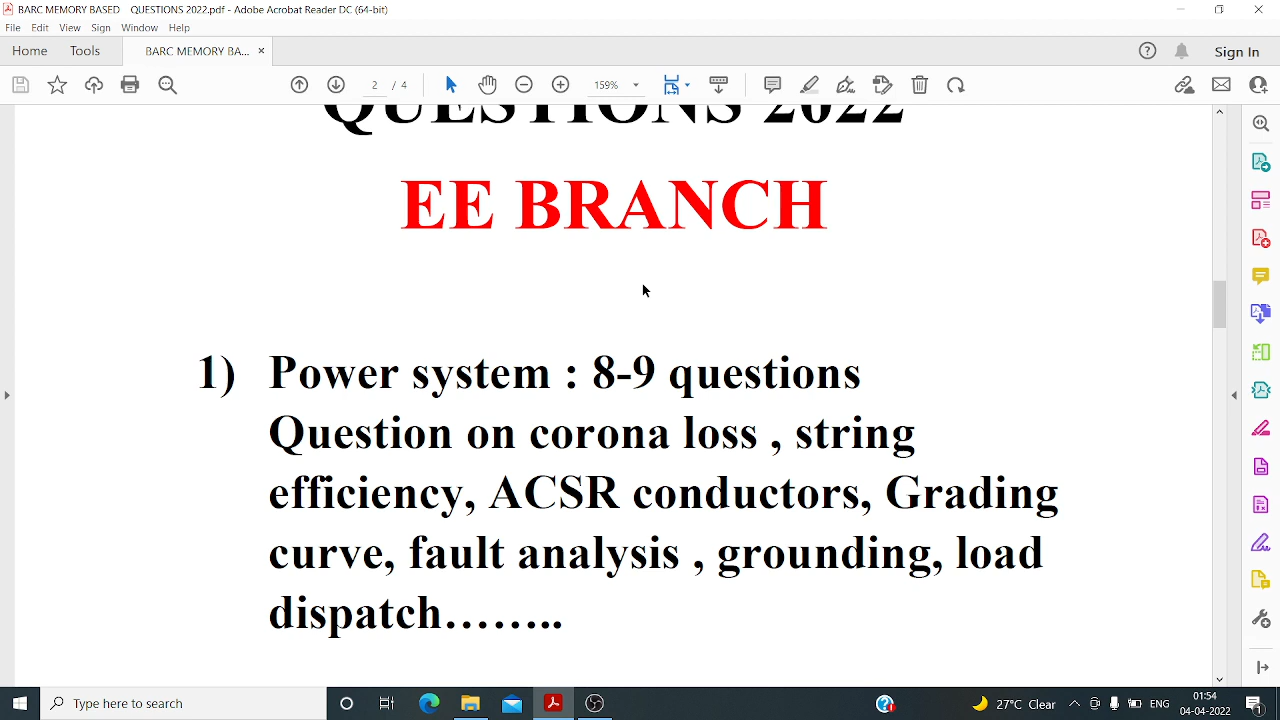 BARC MEMORY BASED QUESTIONS 2022.pdf - Adobe Acrobat Reader DC (64-bit)
File Edit View Sign Window Help
Home Tools BARC MEMORY BA... × Sign In
2 / 4 159%
QUESTIONS 2022
EE BRANCH
1) Power system : 8-9 questions
Question on corona loss , string
efficiency, ACSR conductors, Grading
curve, fault analysis , grounding, load
dispatch……..
Type here to search
27°C Clear ENG
01:54
04-04-2022